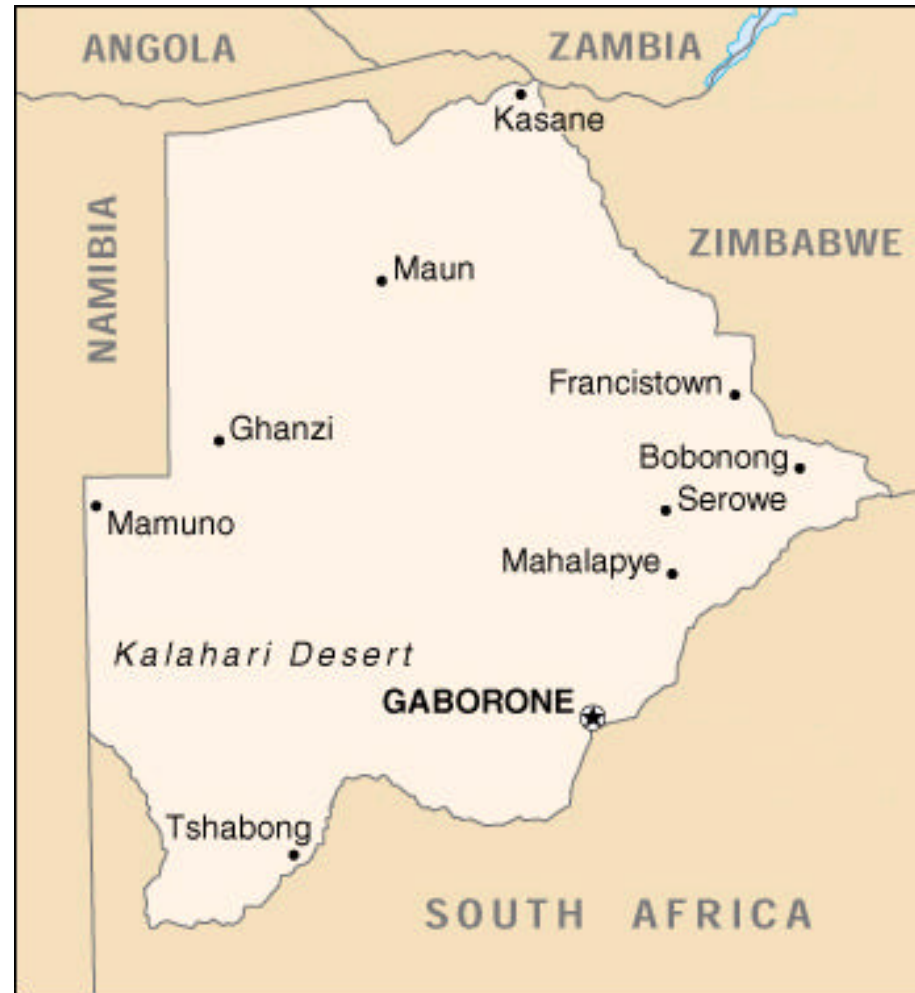 ANGOLA
ZAMBIA
Kasane
NAMIBIA
ZIMBABWE
Maun
Francistown
Ghanzi
Bobonong
Serowe
Mamuno
Mahalapye
Kalahari Desert
GABORONE
Tshabong
SOUTH AFRICA